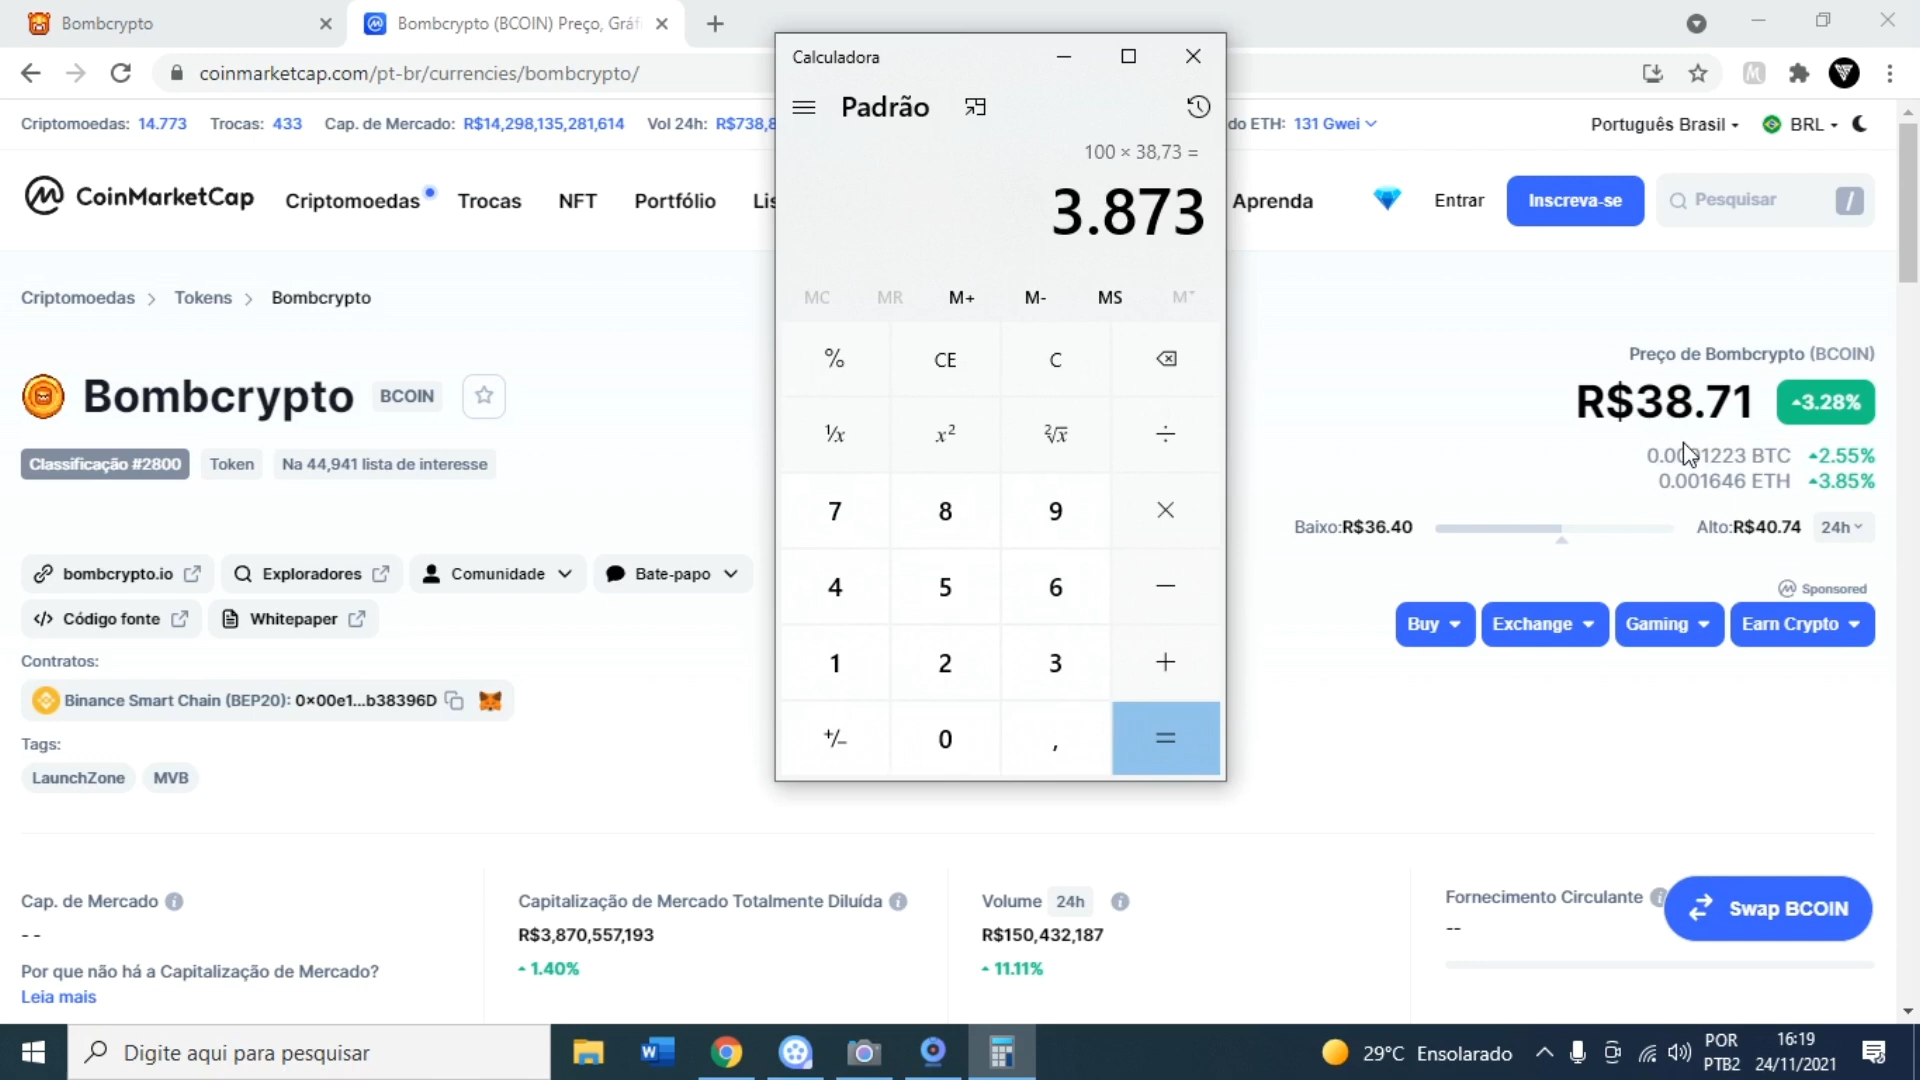 Bombcrypto
Bombcrypto (BCOIN) Preço, Gráf
coinmarketcap.com/pt-br/currencies/bombcrypto/
Criptomoedas: 14.773 Trocas: 433 Cap. de Mercado: R$14,298,135,281,614 Vol 24h: R$738,8
do ETH: 131 Gwei
Português Brasil
BRL
CoinMarketCap
Criptomoedas
Trocas
NFT
Portfólio
Lis
Aprenda
Entrar
Inscreva-se
Pesquisar
/
Criptomoedas > Tokens > Bombcrypto
Bombcrypto
BCOIN
Classificação #2800
Token
Na 44,941 lista de interesse
bombcrypto.io
Exploradores
Comunidade
Bate-papo
Código fonte
Whitepaper
Contratos:
Binance Smart Chain (BEP20): 0x00e1...b38396D
Tags:
LaunchZone
MVB
Calculadora
Padrão
100 × 38,73 =
3.873
MC MR M+ M- MS M˅
% CE C
¹/x x² ²√x ÷
7 8 9 ×
4 5 6 −
1 2 3 +
+/− 0 , =
Preço de Bombcrypto (BCOIN)
R$38.71
3.28%
2.55%
0.001646 ETH 3.85%
Baixo:R$36.40
Alto:R$40.74
24h
Sponsored
Buy
Exchange
Gaming
Earn Crypto
Cap. de Mercado
- -
Por que não há a Capitalização de Mercado?
Leia mais
Capitalização de Mercado Totalmente Diluída
R$3,870,557,193
1.40%
Volume 24h
R$150,432,187
11.11%
Fornecimento Circulante
--
Swap BCOIN
Digite aqui para pesquisar
29°C Ensolarado
POR
PTB2
16:19
24/11/2021